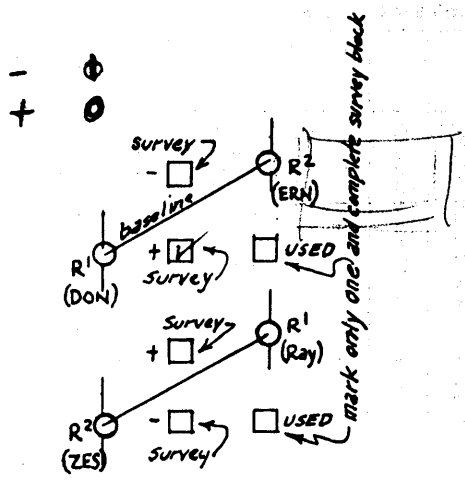 -
+
survey
-
R²
(ERN)
baseline
R¹
(DON)
+
USED
survey
mark only one and complete survey block
survey
+
R¹
(Ray)
R²
(ZES)
-
USED
survey